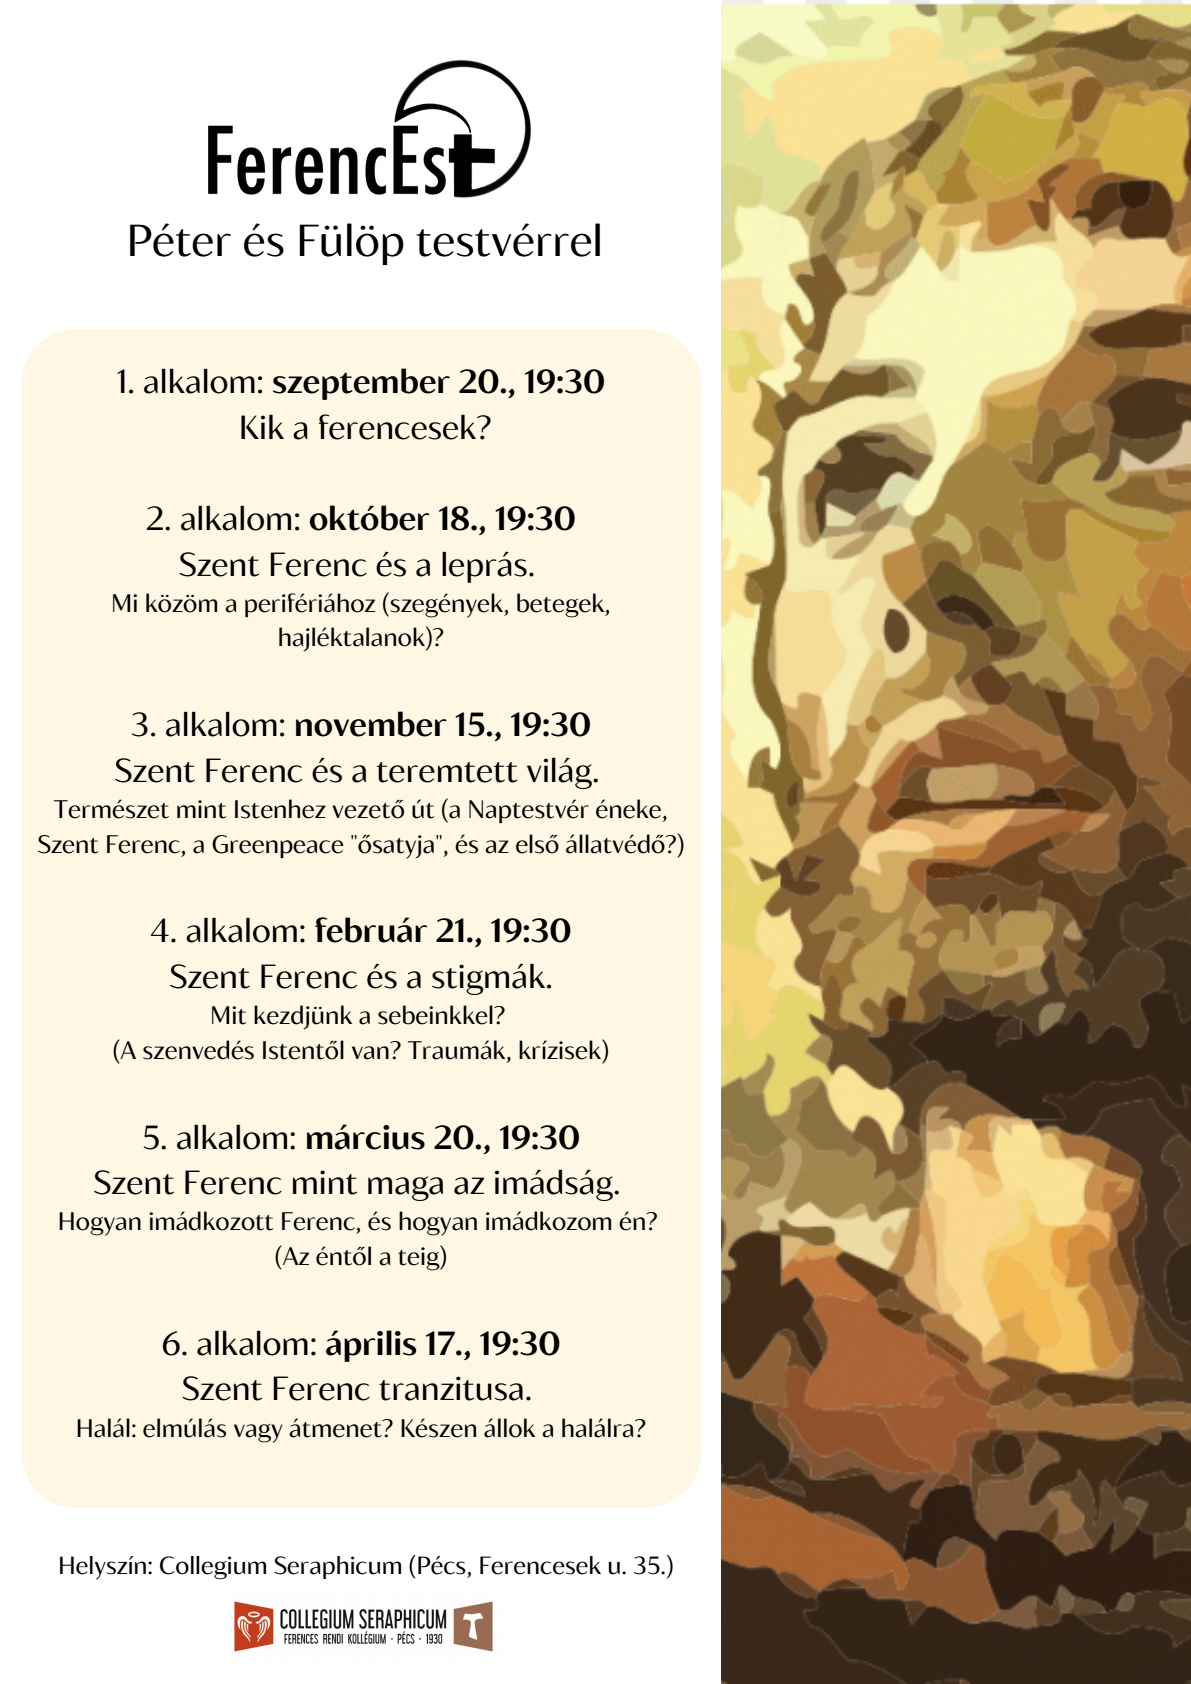 FerencEst
Péter és Fülöp testvérrel
1. alkalom: szeptember 20., 19:30
Kik a ferencesek?
2. alkalom: október 18., 19:30
Szent Ferenc és a leprás.
Mi közöm a perifériához (szegények, betegek,
hajléktalanok)?
3. alkalom: november 15., 19:30
Szent Ferenc és a teremtett világ.
Természet mint Istenhez vezető út (a Naptestvér éneke,
Szent Ferenc, a Greenpeace "ősatyja", és az első állatvédő?)
4. alkalom: február 21., 19:30
Szent Ferenc és a stigmák.
Mit kezdjünk a sebeinkkel?
(A szenvedés Istentől van? Traumák, krízisek)
5. alkalom: március 20., 19:30
Szent Ferenc mint maga az imádság.
Hogyan imádkozott Ferenc, és hogyan imádkozom én?
(Az éntől a teig)
6. alkalom: április 17., 19:30
Szent Ferenc tranzitusa.
Halál: elmúlás vagy átmenet? Készen állok a halálra?
Helyszín: Collegium Seraphicum (Pécs, Ferencesek u. 35.)
COLLEGIUM SERAPHICUM
FERENCES RENDI KOLLÉGIUM · PÉCS · 1930